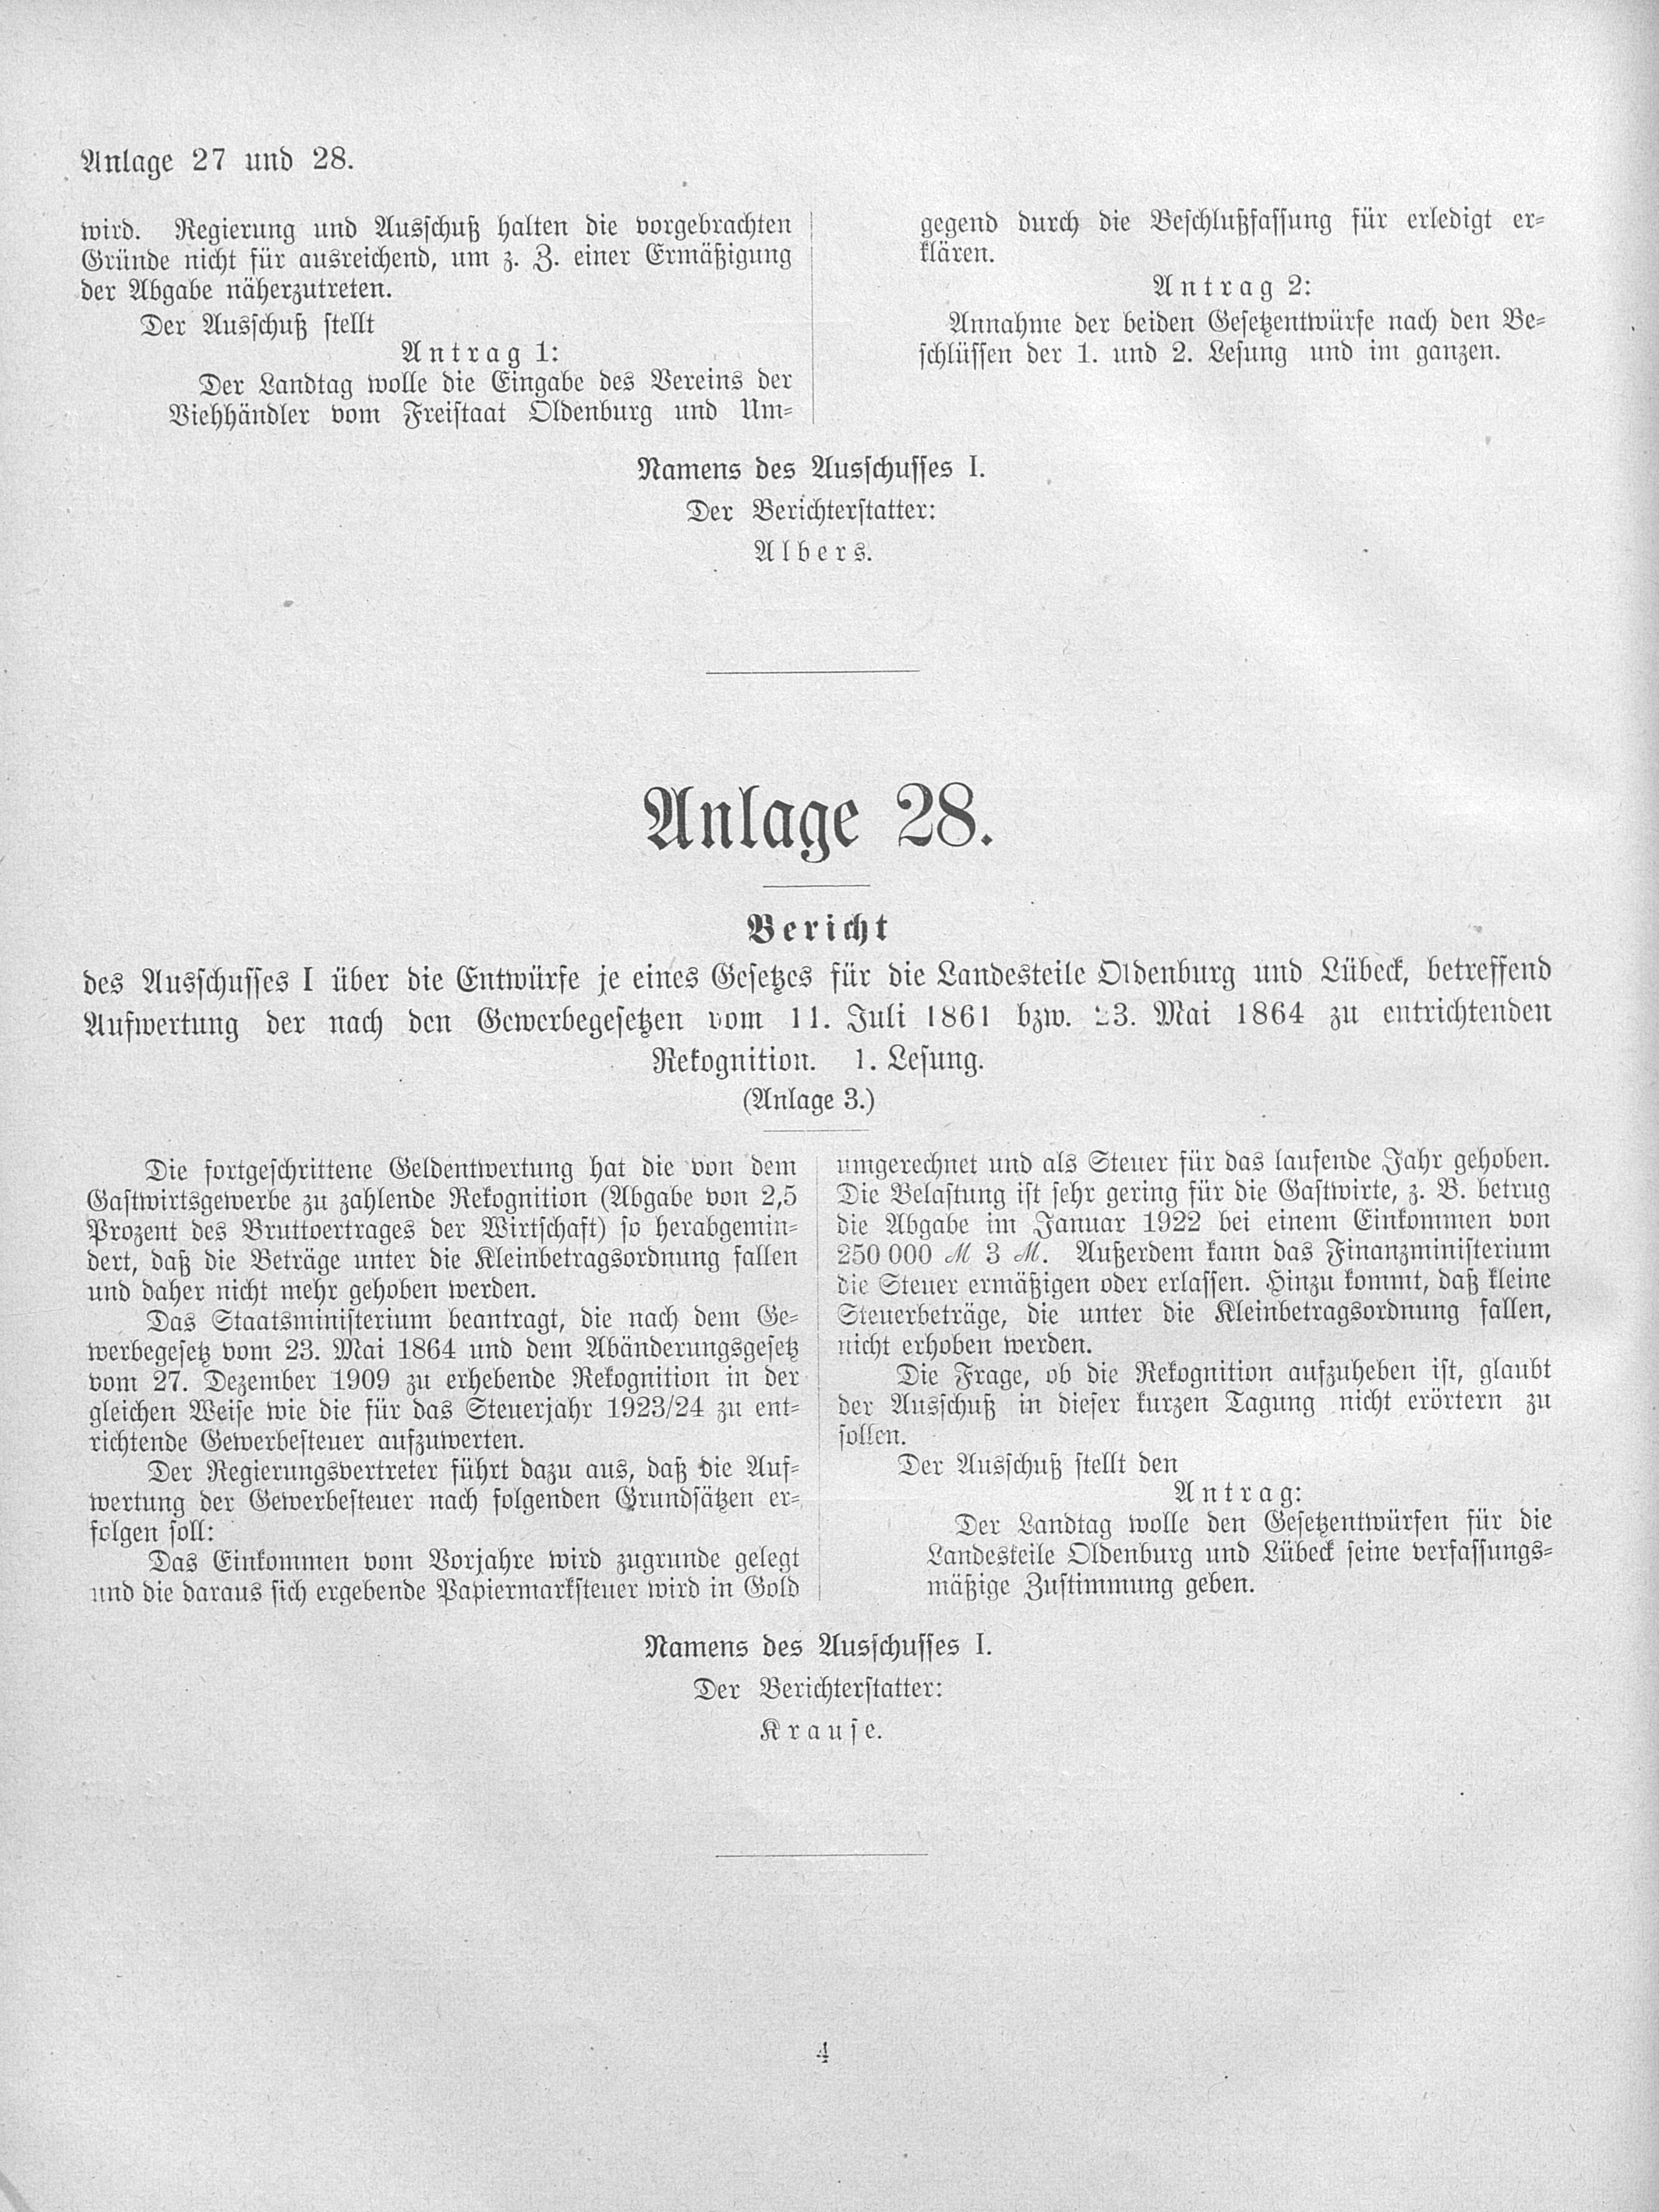 Anlage 27 und 28.
wird. Regierung und Ausschuß halten die vorgebrachten
Gründe nicht für ausreichend, um z. Z. einer Ermäßigung
der Abgabe näherzutreten.
Der Ausschuß stellt
Antrag 1:
Der Landtag wolle die Eingabe des Vereins der
Viehhändler vom Freistaat Oldenburg und Um-
gegend durch die Beschlußfassung für erledigt er-
klären.
Antrag 2:
Annahme der beiden Gesetzentwürfe nach den Be-
schlüssen der 1. und 2. Lesung und im ganzen.
Namens des Ausschusses I.
Der Berichterstatter:
Albers.
Anlage 28.
Bericht
des Ausschusses I über die Entwürfe je eines Gesetzes für die Landesteile Oldenburg und Lübeck, betreffend
Aufwertung der nach den Gewerbegesetzen vom 11. Juli 1861 bzw. 23. Mai 1864 zu entrichtenden
Rekognition. 1. Lesung.
(Anlage 3.)
Die fortgeschrittene Geldentwertung hat die von dem
Gastwirtsgewerbe zu zahlende Rekognition (Abgabe von 2,5
Prozent des Bruttoertrages der Wirtschaft) so herabgemin-
dert, daß die Beträge unter die Kleinbetragsordnung fallen
und daher nicht mehr gehoben werden.
Das Staatsministerium beantragt, die nach dem Ge-
werbegesetz vom 23. Mai 1864 und dem Abänderungsgesetz
vom 27. Dezember 1909 zu erhebende Rekognition in der
gleichen Weise wie die für das Steuerjahr 1923/24 zu ent-
richtende Gewerbesteuer aufzuwerten.
Der Regierungsvertreter führt dazu aus, daß die Auf-
wertung der Gewerbesteuer nach folgenden Grundsätzen er-
folgen soll:
Das Einkommen vom Vorjahre wird zugrunde gelegt
und die daraus sich ergebende Papiermarksteuer wird in Gold
umgerechnet und als Steuer für das laufende Jahr gehoben.
Die Belastung ist sehr gering für die Gastwirte, z. B. betrug
die Abgabe im Januar 1922 bei einem Einkommen von
250 000 ℳ 3 ℳ. Außerdem kann das Finanzministerium
die Steuer ermäßigen oder erlassen. Hinzu kommt, daß kleine
Steuerbeträge, die unter die Kleinbetragsordnung fallen,
nicht erhoben werden.
Die Frage, ob die Rekognition aufzuheben ist, glaubt
der Ausschuß in dieser kurzen Tagung nicht erörtern zu
sollen.
Der Ausschuß stellt den
Antrag:
Der Landtag wolle den Gesetzentwürfen für die
Landesteile Oldenburg und Lübeck seine verfassungs-
mäßige Zustimmung geben.
Namens des Ausschusses I.
Der Berichterstatter:
Krause.
4